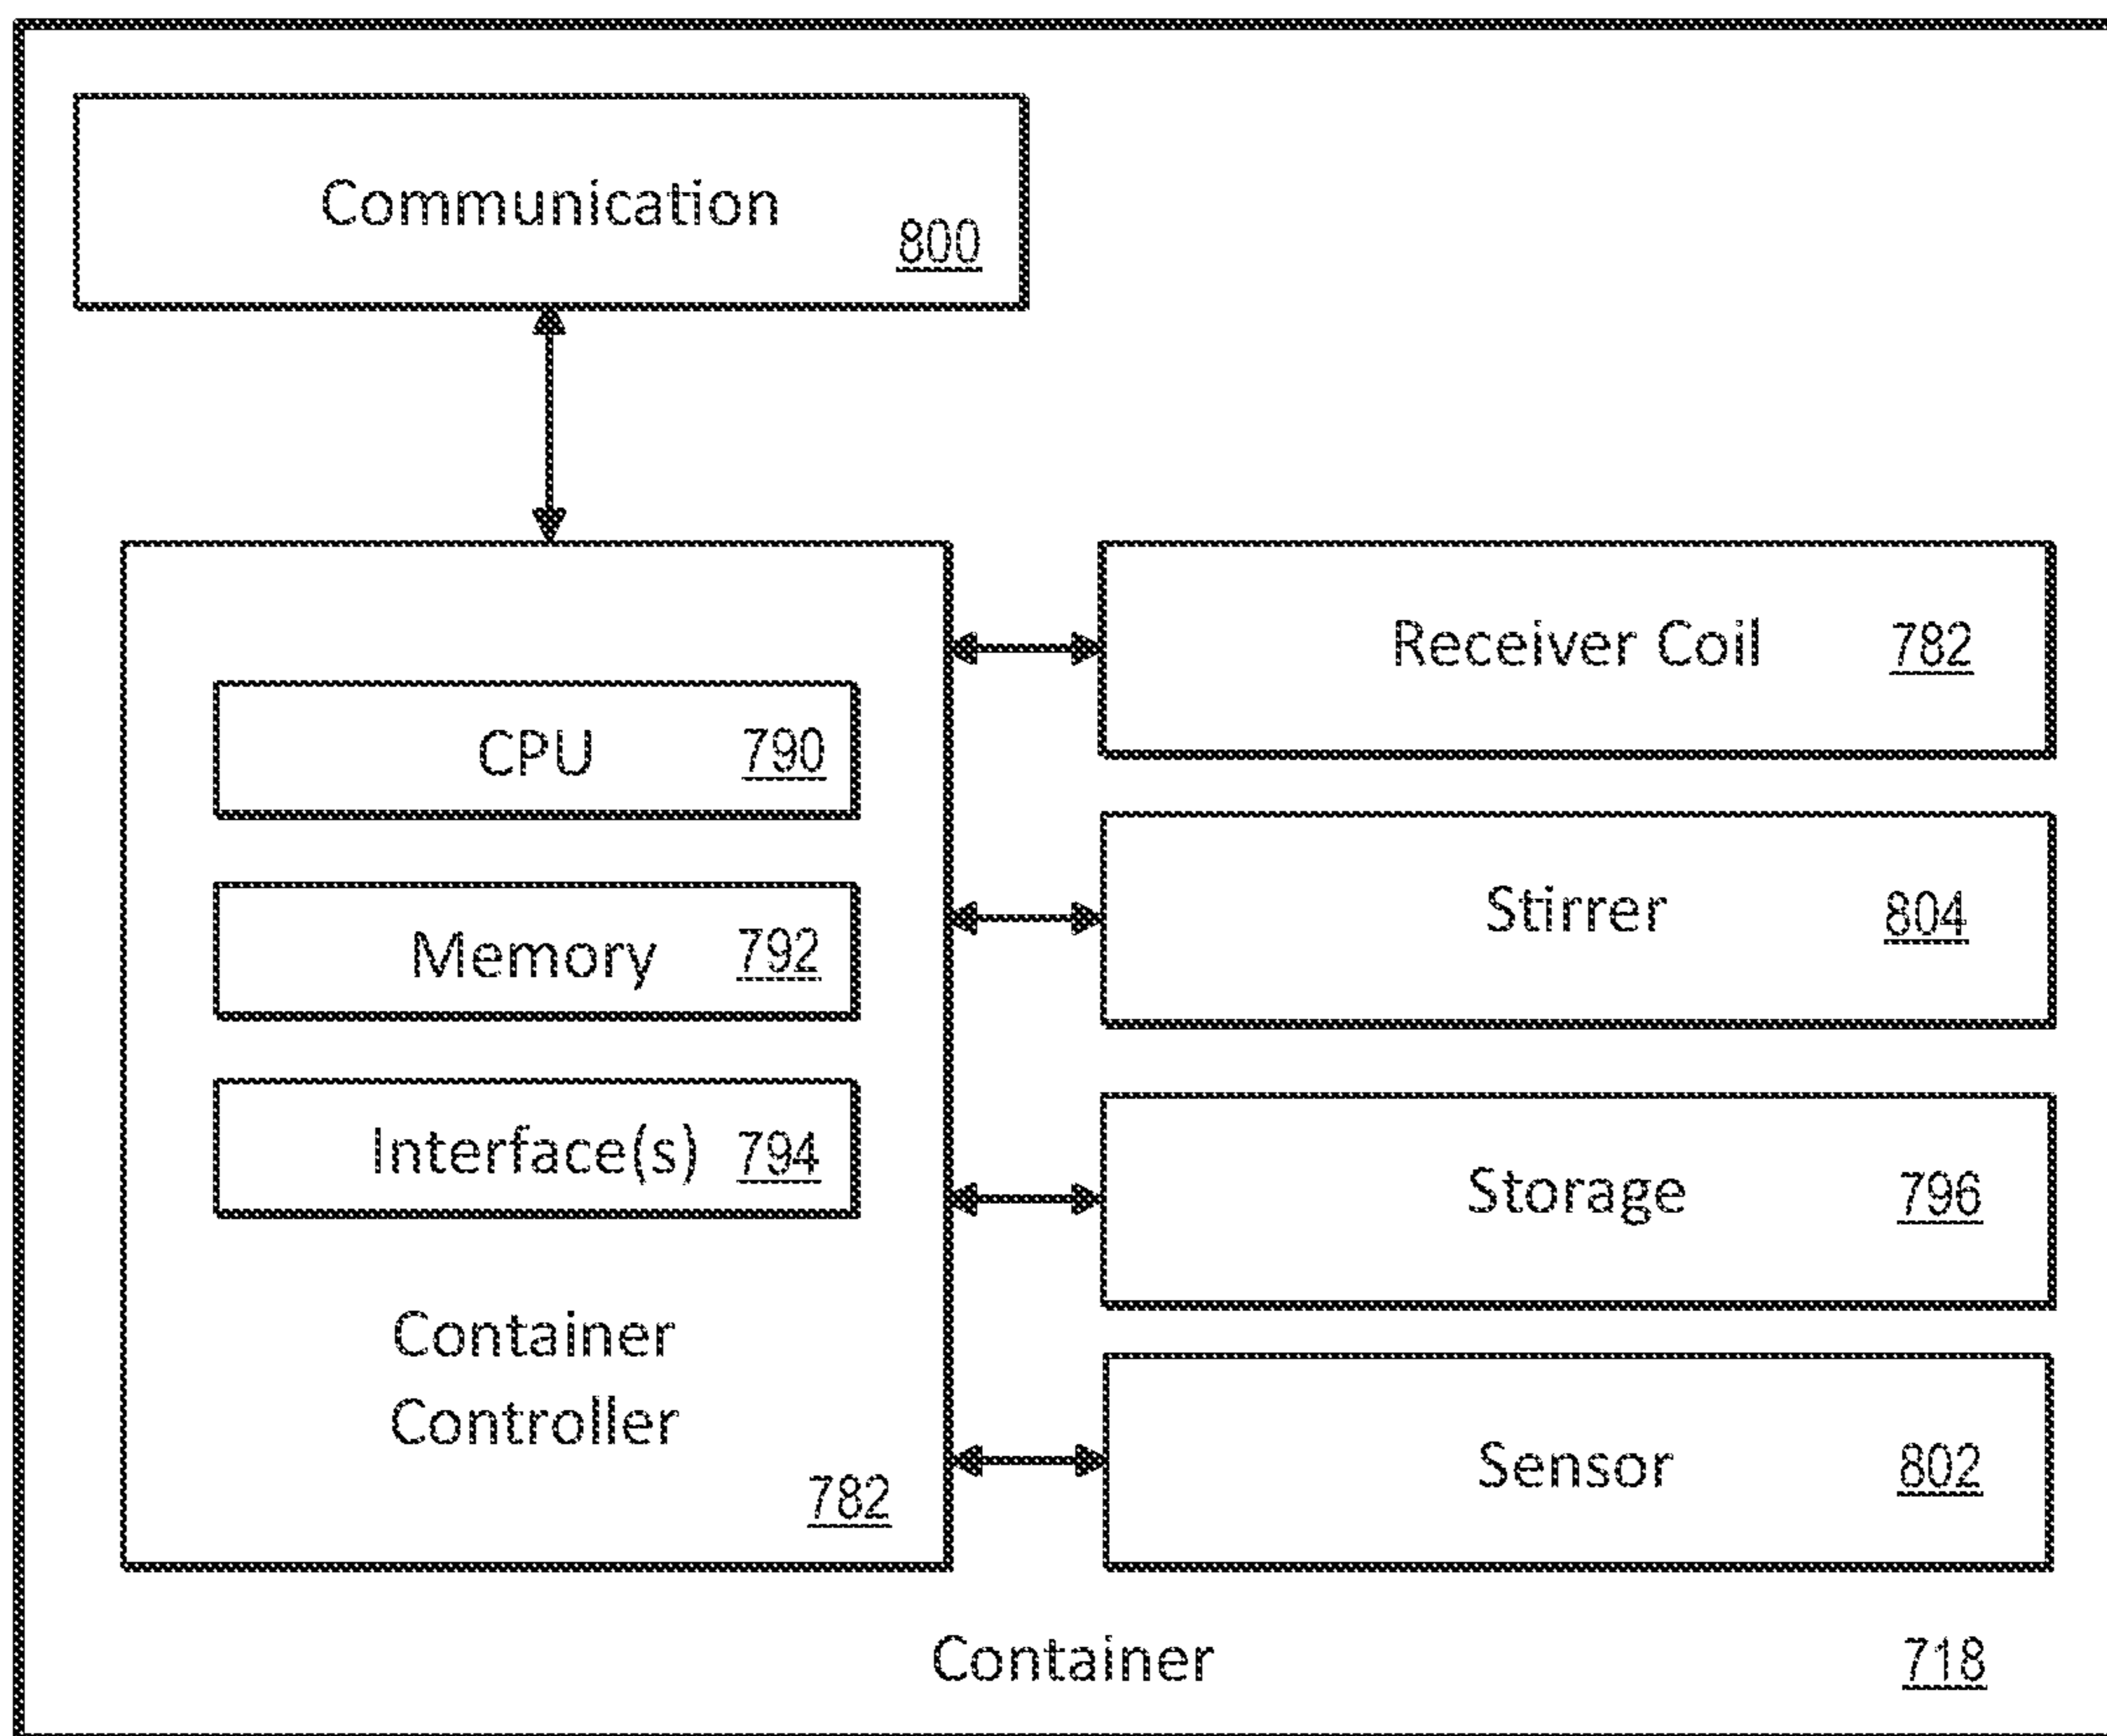 Communication 800
Receiver Coil 782
CPU 790
Stirrer 804
Memory 792
Interface(s) 794
Storage 796
Container
Controller
782
Sensor 802
Container 718